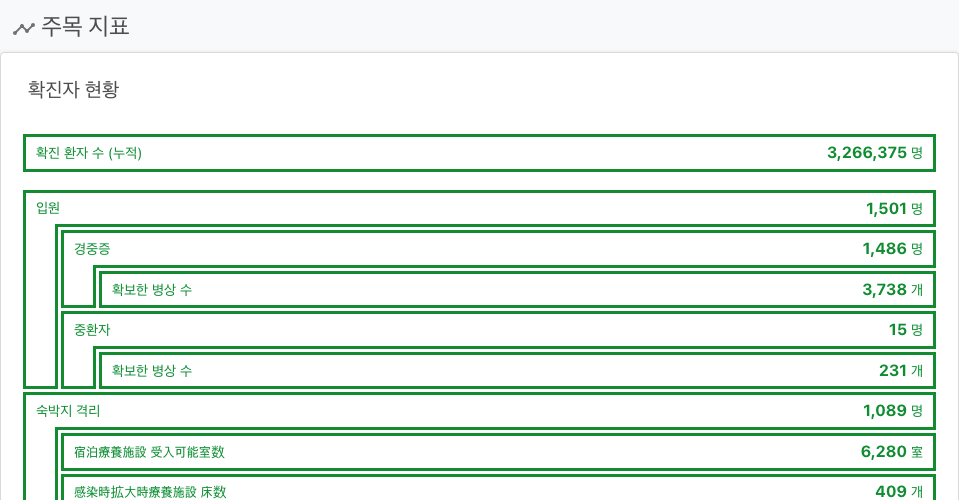 주목 지표
확진자 현황
확진 환자 수 (누적) 3,266,375 명
입원 1,501 명
경중증 1,486 명
확보한 병상 수 3,738 개
중환자 15 명
확보한 병상 수 231 개
숙박지 격리 1,089 명
宿泊療養施設 受入可能室数 6,280 室
感染時拡大時療養施設 床数 409 개